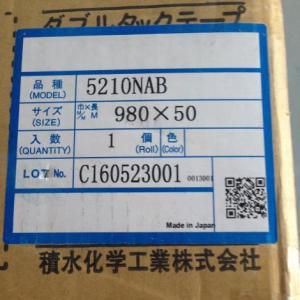 ダブルタックテープ
品種 (MODEL) 5210NAB
サイズ (SIZE) 巾 m/m × 長 M 980×50
入数 (QUANTITY) 1 個 (Roll) 色 (Color)
LOT No. C160523001 0013001
Made in Japan
積水化学工業株式会社